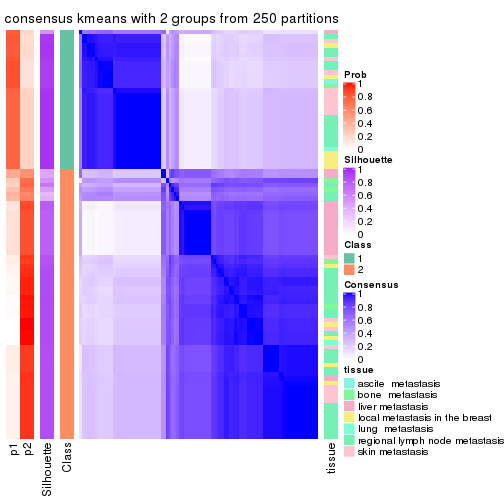 consensus kmeans with 2 groups from 250 partitions
Prob
1
0.8
0.6
0.4
0.2
0
Silhouette
1
0.8
0.6
0.4
0.2
0
Class
1
2
Consensus
1
0.8
0.6
0.4
0.2
0
tissue
ascite metastasis
bone metastasis
liver metastasis
local metastasis in the breast
lung metastasis
regional lymph node metastasis
skin metastasis
p1
p2
Silhouette
Class
tissue